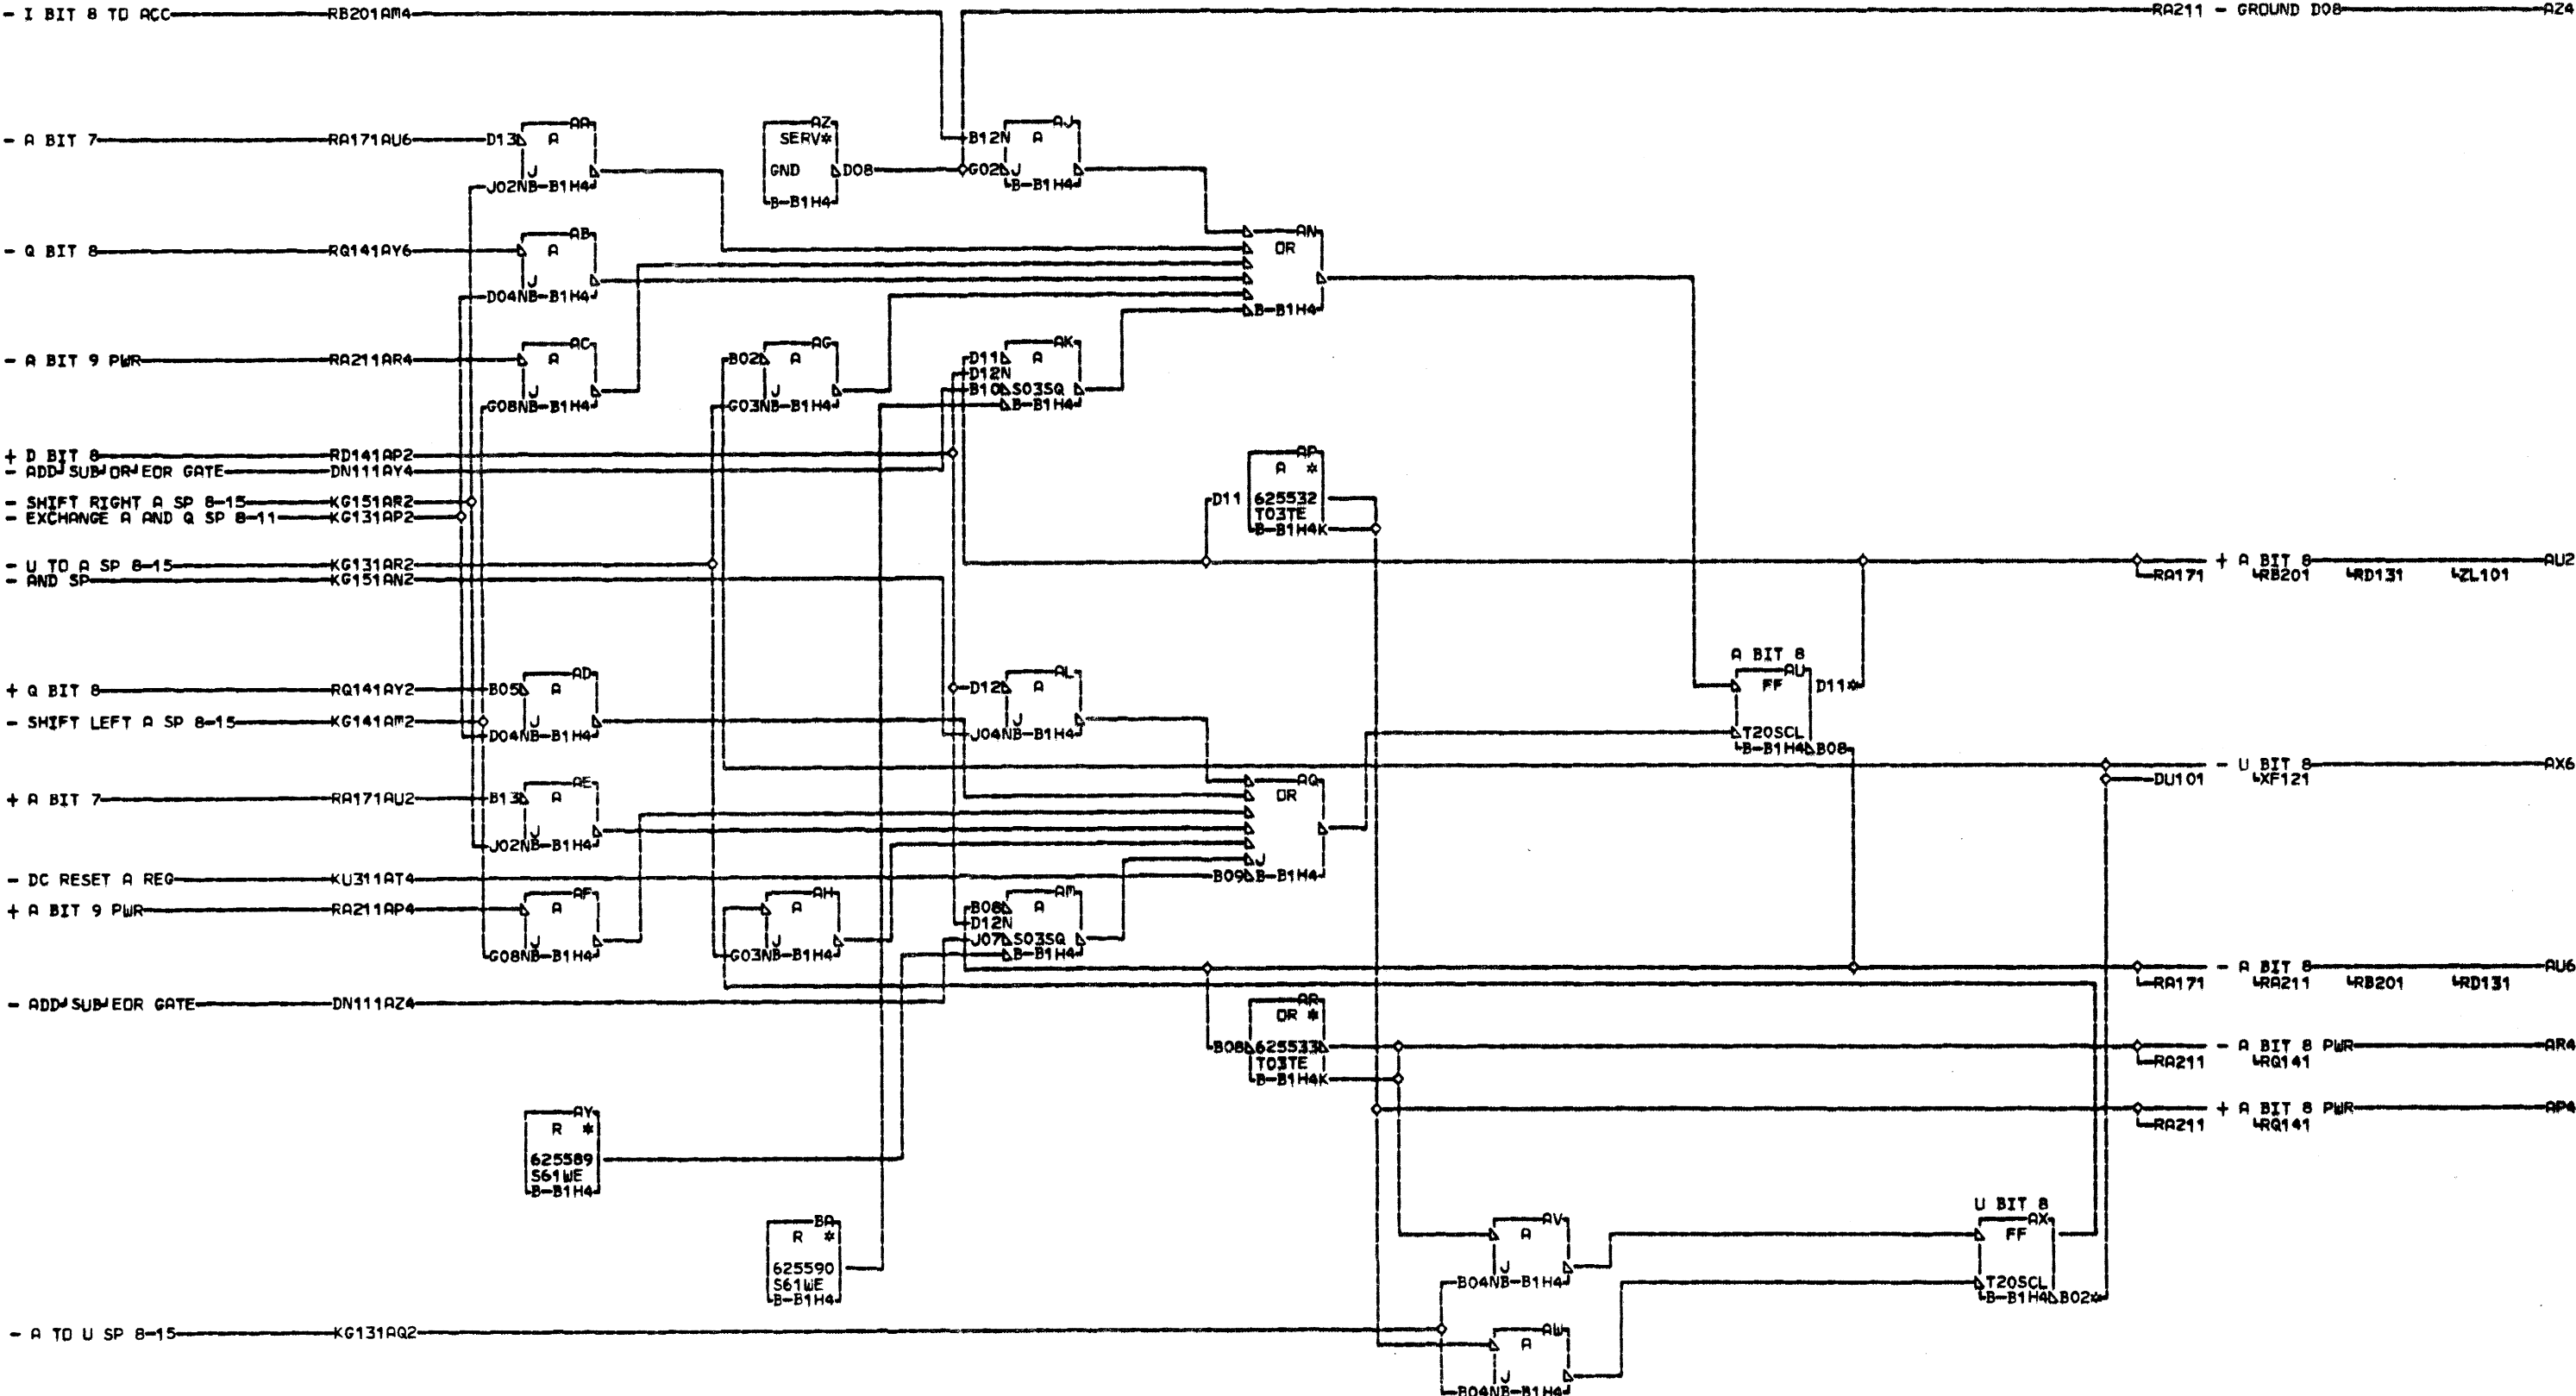 - I BIT 8 TO ACC RB201AM4 RA211 - GROUND D08 AZ4
AA AZ AJ
- A BIT 7 RA171AU6 D13 A SERV* B12N A
J GND D08 G02 J
J02NB-B1H4 B-B1H4 B-B1H4
AB AN
- Q BIT 8 RQ141AY6 A OR
J
D04NB-B1H4 B-B1H4
AC AG AK
- A BIT 9 PWR RA211AR4 A B02 A D11 A
D12N
J J B10 S03SQ
G08NB-B1H4 G03NB-B1H4 B-B1H4
+ D BIT 8 RD141AP2 AP
- ADD┘SUB┘OR┘EOR GATE DN111AY4 A *
- SHIFT RIGHT A SP 8-15 KG151AR2 D11 625532
- EXCHANGE A AND Q SP 8-11 KG131AP2 T03TE
B-B1H4K
- U TO A SP 8-15 KG131AR2 + A BIT 8 AU2
- AND SP KG151AN2 RA171 RB201 RD131 ZL101
A BIT 8
AD AL AU
+ Q BIT 8 RQ141AY2 B05 A D12 A FF D11*
- SHIFT LEFT A SP 8-15 KG141AM2 J J
D04NB-B1H4 J04NB-B1H4 T20SCL
B-B1H4 B08
- U BIT 8 AX6
AE AQ DU101 XF121
+ A BIT 7 RA171AU2 B13 A OR
J
J02NB-B1H4 J
- DC RESET A REG KU311AT4 B09 B-B1H4
AF AH AM
+ A BIT 9 PWR RA211AP4 A A B08 A
D12N
J J J07 S03SQ
G08NB-B1H4 G03NB-B1H4 B-B1H4
- A BIT 8 AU6
RA171 RA211 RB201 RD131
- ADD┘SUB┘EOR GATE DN111AZ4 AR
OR *
B08 625533 - A BIT 8 PWR AR4
T03TE RA211 RQ141
B-B1H4K
AY + A BIT 8 PWR AP4
R * RA211 RQ141
625589
S61WE
B-B1H4
U BIT 8
BA AV AX
R * A FF
625590 J
S61WE B04NB-B1H4 T20SCL
B-B1H4 B-B1H4 B02*
- A TO U SP 8-15 KG131AQ2 AW
A
J
B04NB-B1H4